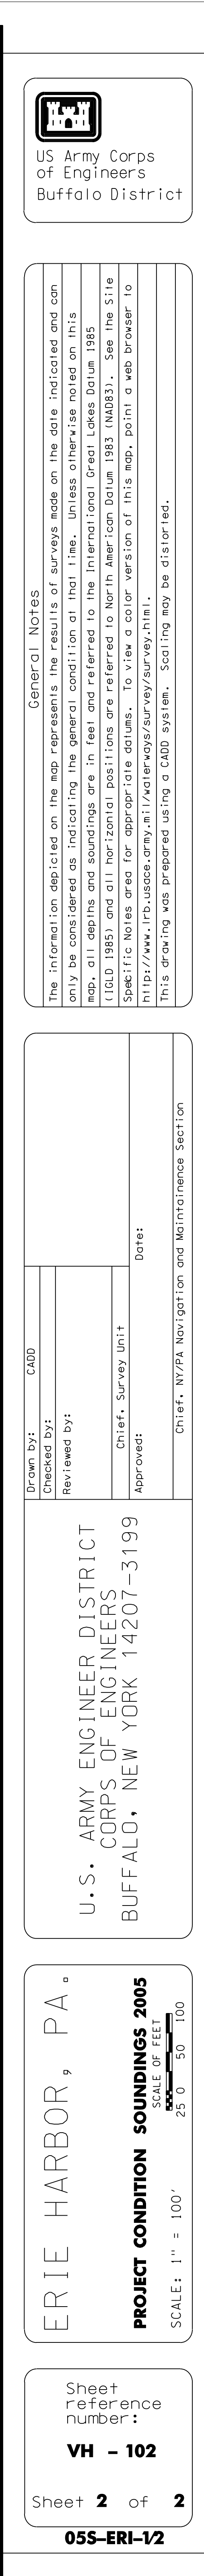 US Army Corps
of Engineers
Buffalo District
General Notes
The information depicted on the map represents the results of surveys made on the date indicated and can
only be considered as indicating the general condition at that time. Unless otherwise noted on this
map, all depths and soundings are in feet and referred to the International Great Lakes Datum 1985
(IGLD 1985) and all horizontal positions are referred to North American Datum 1983 (NAD83). See the Site
Specific Notes area for appropriate datums. To view a color version of this map, point a web browser to
http://www.lrb.usace.army.mil/waterways/survey/survey.html.
This drawing was prepared using a CADD system. Scaling may be distorted.
Drawn by: CADD
Checked by:
Reviewed by:
Chief, Survey Unit
Approved: Date:
Chief, NY/PA Navigation and Maintainence Section
U.S. ARMY ENGINEER DISTRICT
CORPS OF ENGINEERS
BUFFALO, NEW YORK 14207-3199
ERIE HARBOR, PA.
PROJECT CONDITION SOUNDINGS 2005
SCALE OF FEET
25 0 50 100
SCALE: 1" = 100'
Sheet
reference
number:
VH - 102
Sheet 2 of 2
05S-ERI-1/2